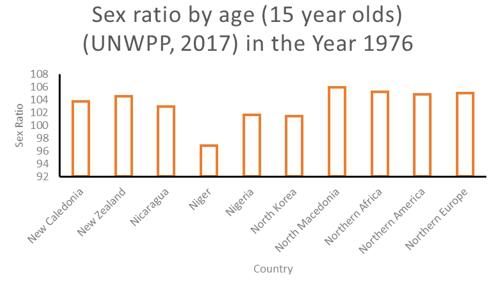 Sex ratio by age (15 year olds)
(UNWPP, 2017) in the Year 1976
108
106
104
102
100
98
96
94
92
Sex Ratio
New Caledonia
New Zealand
Nicaragua
Niger
Nigeria
North Korea
North Macedonia
Northern Africa
Northern America
Northern Europe
Country